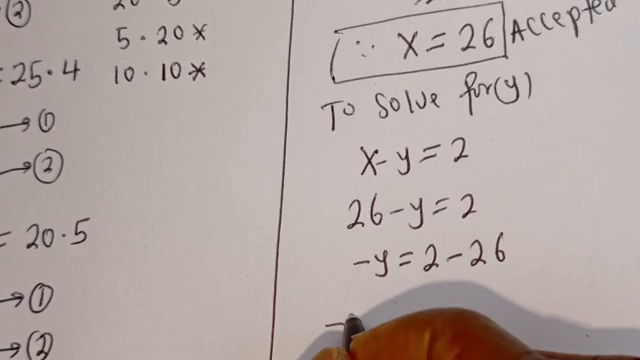 ②
5·20*
= 25·4 10·10*
→①
→②
= 20·5
→①
→②
∵ x = 26 Accepted
To solve for(y)
x-y=2
26-y=2
-y=2-26